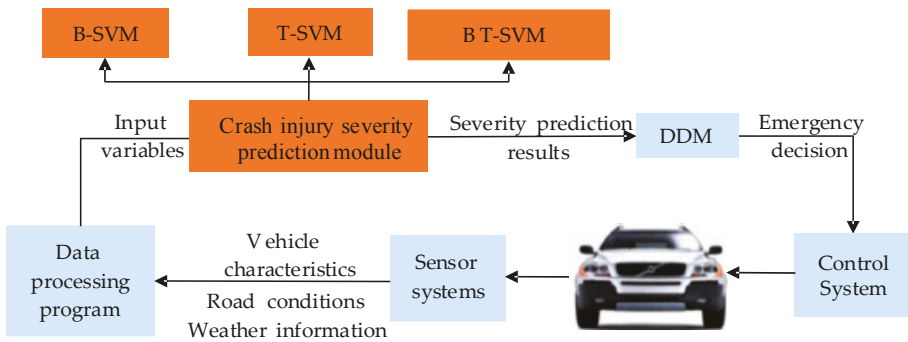 B-SVM
T-SVM
B T-SVM
Input
variables
Crash injury severity
prediction module
Severity prediction
results
DDM
Emergency
decision
Data
processing
program
Vehicle
characteristics
Road conditions
Weather information
Sensor
systems
Control
System